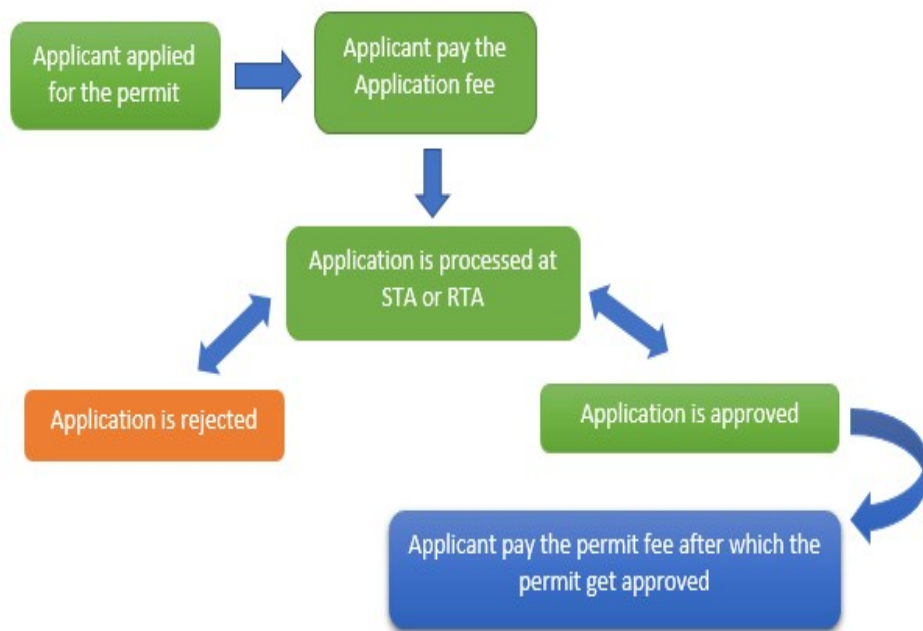 Applicant applied
for the permit
Applicant pay the
Application fee
Application is processed at
STA or RTA
Application is rejected
Application is approved
Applicant pay the permit fee after which the
permit get approved